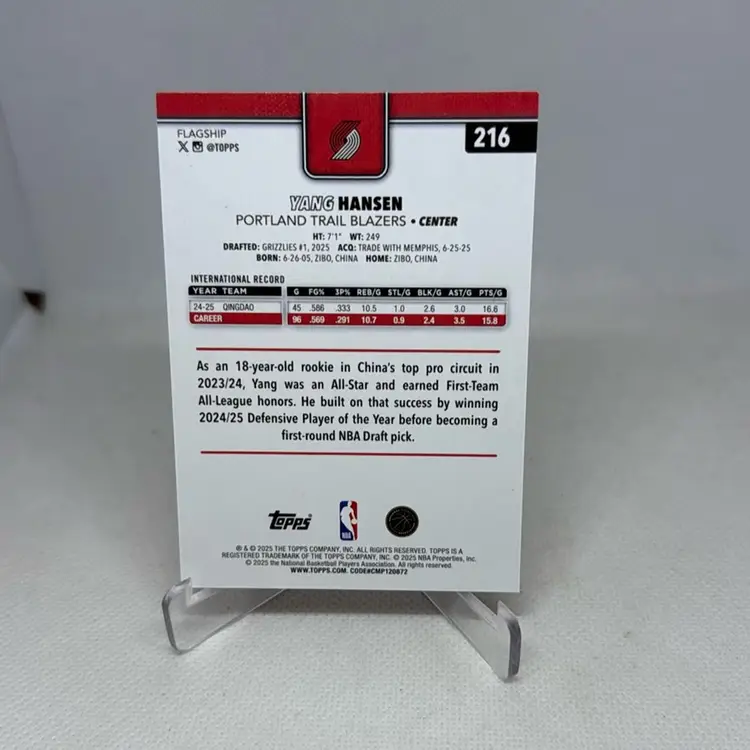 FLAGSHIP
@TOPPS
216
YANG HANSEN
PORTLAND TRAIL BLAZERS • CENTER
HT: 7'1" WT: 249
DRAFTED: GRIZZLIES #1, 2025 ACQ: TRADE WITH MEMPHIS, 6-25-25
BORN: 6-26-05, ZIBO, CHINA HOME: ZIBO, CHINA
INTERNATIONAL RECORD
YEAR TEAM G FG% 3P% REB/G STL/G BLK/G AST/G PTS/G
24-25 QINGDAO 45 .586 .333 10.5 1.0 2.6 3.0 16.6
CAREER 96 .569 .291 10.7 0.9 2.4 3.5 15.8
As an 18-year-old rookie in China's top pro circuit in
2023/24, Yang was an All-Star and earned First-Team
All-League honors. He built on that success by winning
2024/25 Defensive Player of the Year before becoming a
first-round NBA Draft pick.
Topps
NBA
® & © 2025 THE TOPPS COMPANY, INC. ALL RIGHTS RESERVED. TOPPS IS A
REGISTERED TRADEMARK OF THE TOPPS COMPANY, INC. © 2025 NBA Properties, Inc.
© 2025 the National Basketball Players Association. All rights reserved.
WWW.TOPPS.COM. CODE#CMP120872